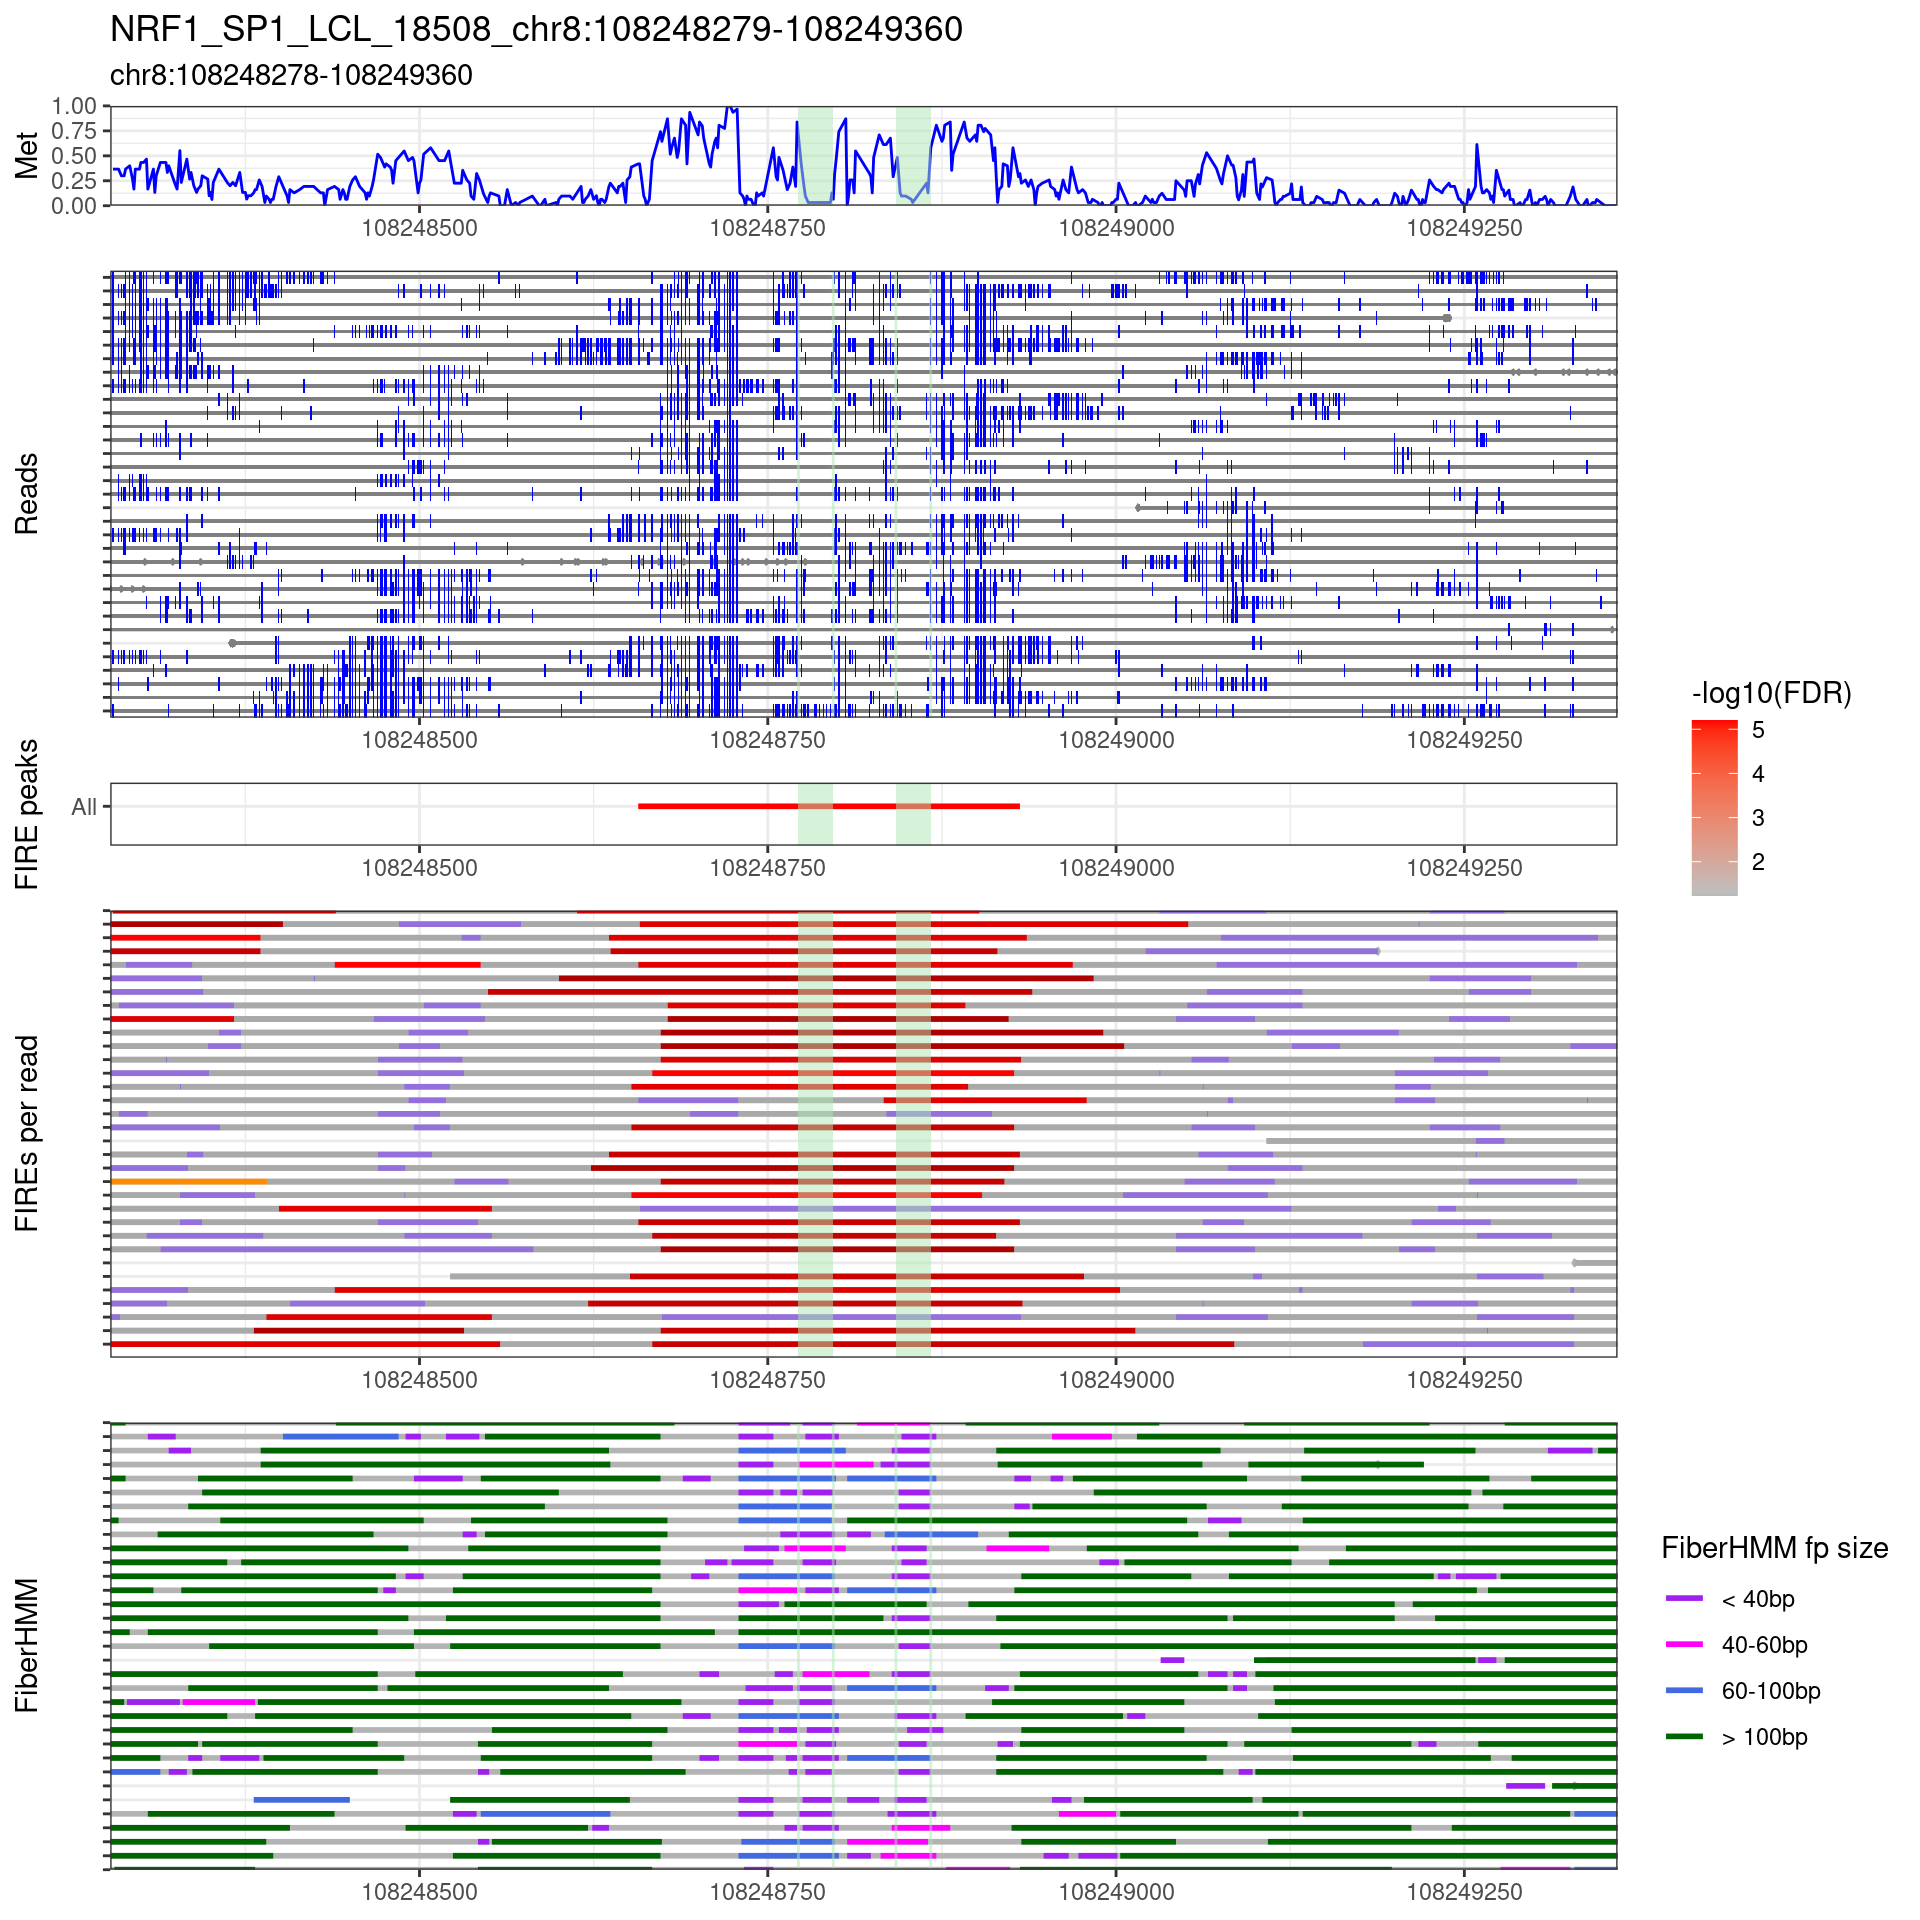 NRF1_SP1_LCL_18508_chr8:108248279-108249360
chr8:108248278-108249360
Met
1.00
0.75
0.50
0.25
0.00
108248500 108248750 108249000 108249250
Reads
108248500 108248750 108249000 108249250
FIRE peaks
All
108248500 108248750 108249000 108249250
-log10(FDR)
5
4
3
2
FIREs per read
108248500 108248750 108249000 108249250
FiberHMM
108248500 108248750 108249000 108249250
FiberHMM fp size
< 40bp
40-60bp
60-100bp
> 100bp